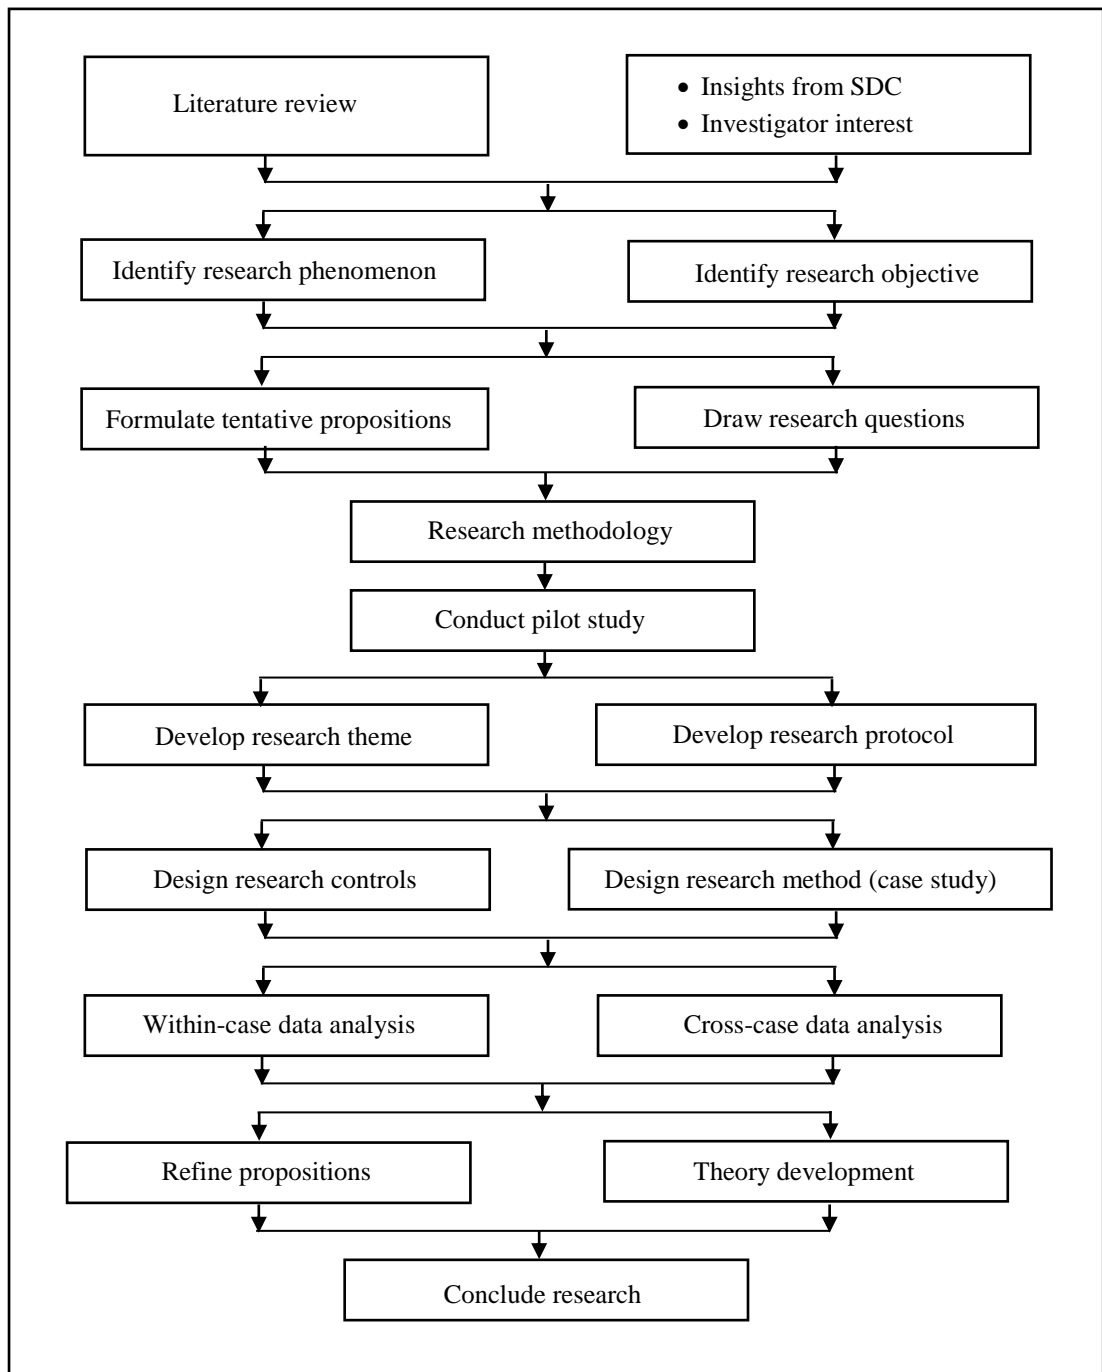 Literature review
• Insights from SDC
• Investigator interest
Identify research phenomenon
Identify research objective
Formulate tentative propositions
Draw research questions
Research methodology
Conduct pilot study
Develop research theme
Develop research protocol
Design research controls
Design research method (case study)
Within-case data analysis
Cross-case data analysis
Refine propositions
Theory development
Conclude research